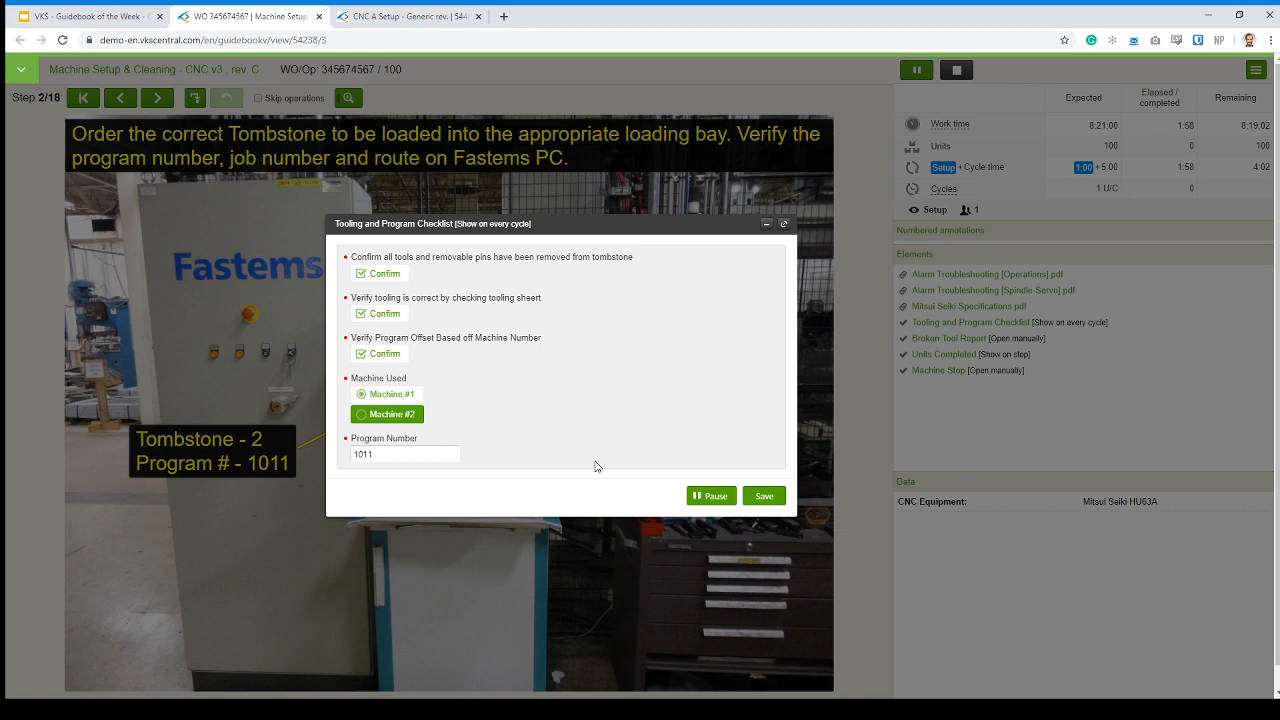 VKS - Guidebook of the Week -
WO 345674567 | Machine Setup
CNC A Setup - Generic rev.
demo-en.vkscentral.com/en/guidebookv/view/54238/3
NP
Machine Setup & Cleaning - CNC v3 , rev. C
WO/Op: 345674567 / 100
Step 2/18
Skip operations
Order the correct Tombstone to be loaded into the appropriate loading bay. Verify the
program number, job number and route on Fastems PC.
Fastems
Tombstone - 2
Program # - 1011
Tooling and Program Checklist [Show on every cycle]
Confirm all tools and removable pins have been removed from tombstone
Confirm
Verify tooling is correct by checking tooling sheert
Confirm
Verify Program Offset Based off Machine Number
Confirm
Machine Used
Machine #1
Machine #2
Program Number
1011
Pause
Save
Expected
Elapsed /
completed
Remaining
Work time 8:21:00 1:58 8:19:02
Units 100 0 100
Setup + Cycle time 1:00 + 5:00 1:58 4:02
Cycles 1 U/C 0
Setup 1
Numbered annotations
Elements
Alarm Troubleshooting [Operations].pdf
Alarm Troubleshooting [Spindle-Servo].pdf
Mitsui Seiki Specifications.pdf
Tooling and Program Checklist [Show on every cycle]
Broken Tool Report [Open manually]
Units Completed [Show on stop]
Machine Stop [Open manually]
Data
CNC Equipment: Mitsui Seiki HU63A